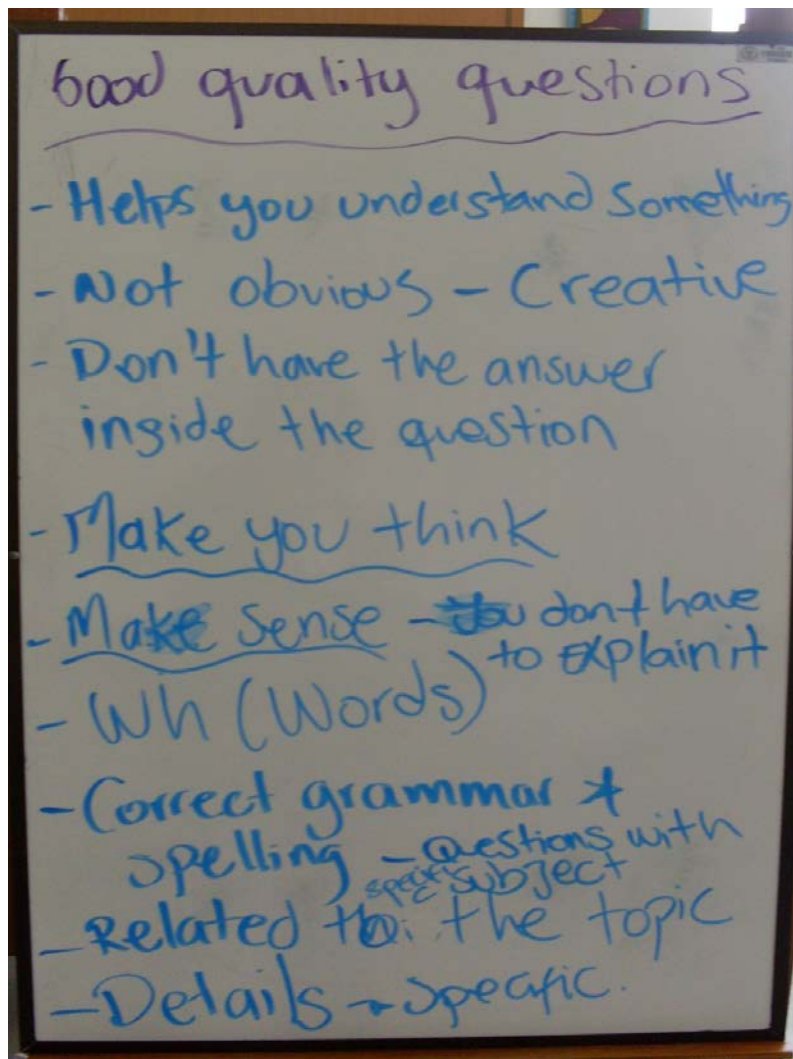 Good quality questions
- Helps you understand something
- Not obvious - Creative
- Don't have the answer
inside the question
- Make you think
- Make sense - You don't have
to explain it
- Wh (Words)
- Correct grammar +
spelling - Questions with
specific subject
- Related to the topic
- Details - Specific.